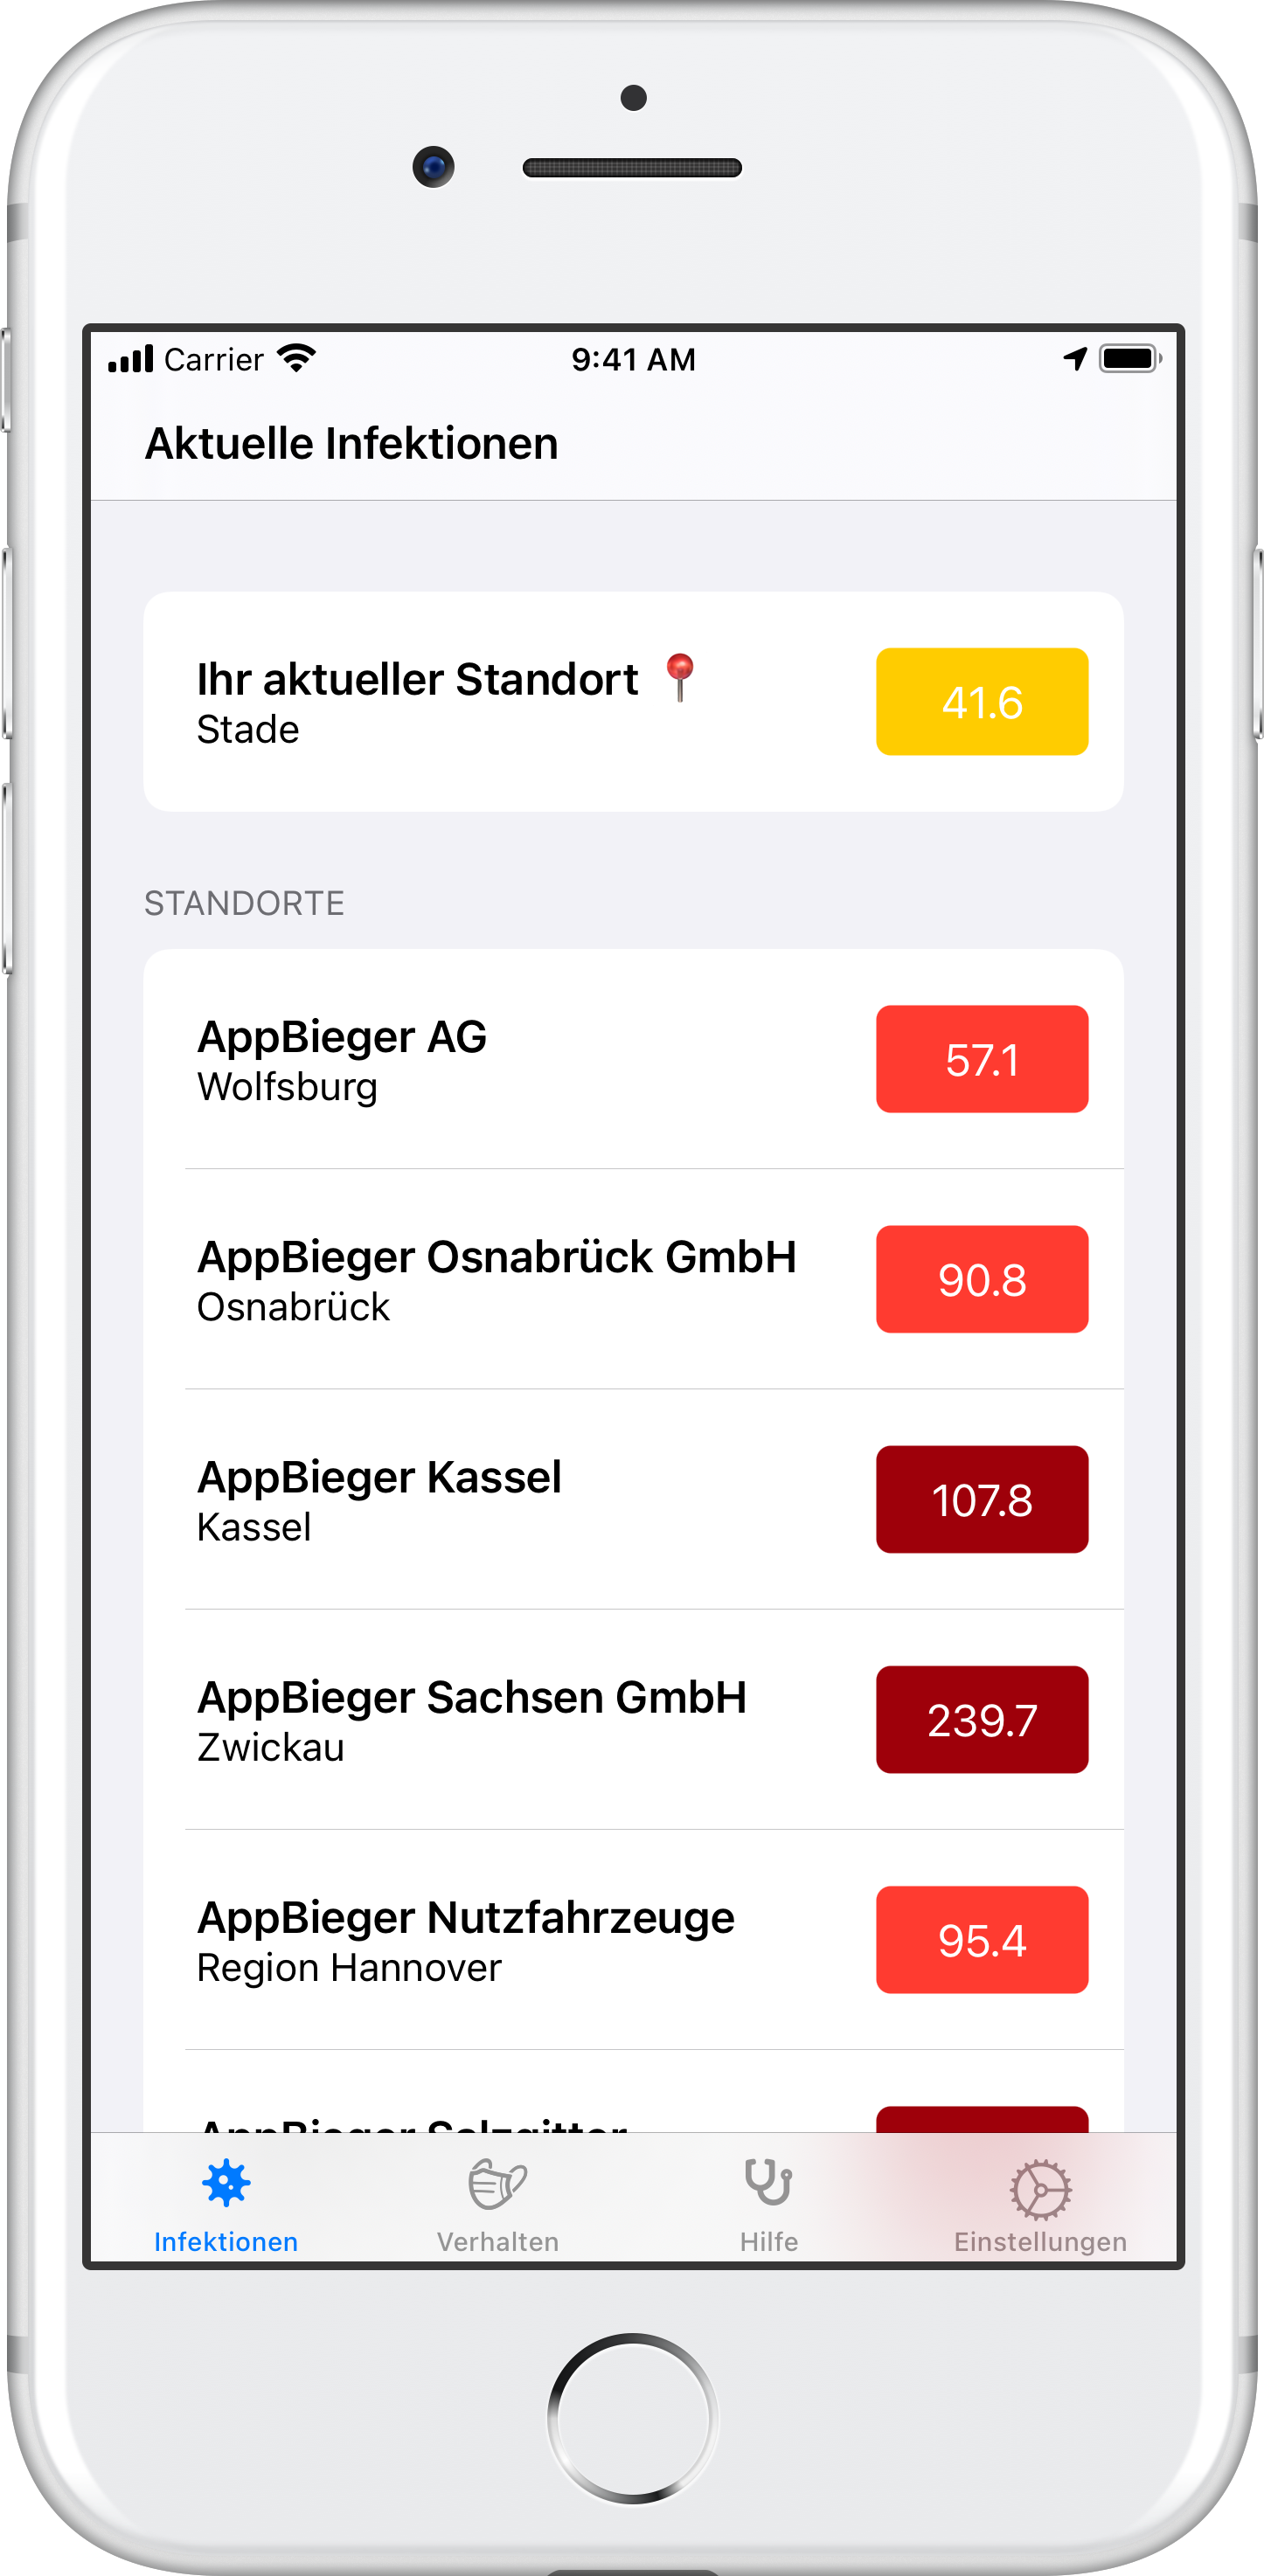 Carrier 9:41 AM
Aktuelle Infektionen
Ihr aktueller Standort
Stade
41.6
STANDORTE
AppBieger AG
Wolfsburg
57.1
AppBieger Osnabrück GmbH
Osnabrück
90.8
AppBieger Kassel
Kassel
107.8
AppBieger Sachsen GmbH
Zwickau
239.7
AppBieger Nutzfahrzeuge
Region Hannover
95.4
AppBieger Salzgitter
Infektionen Verhalten Hilfe Einstellungen